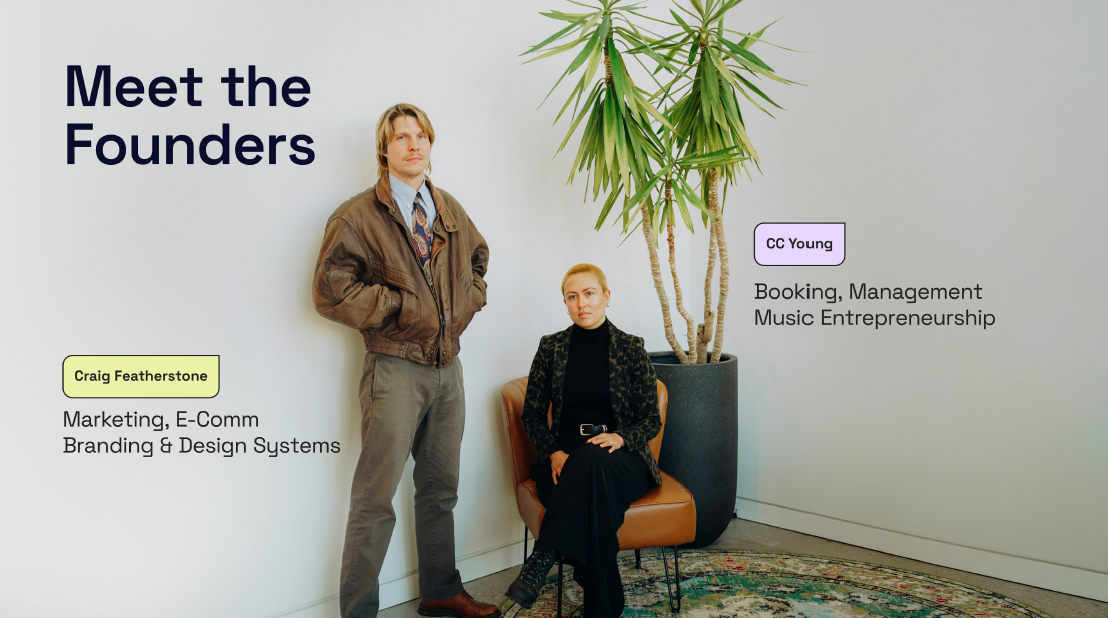 Meet the
Founders
Craig Featherstone
Marketing, E-Comm
Branding & Design Systems
CC Young
Booking, Management
Music Entrepreneurship